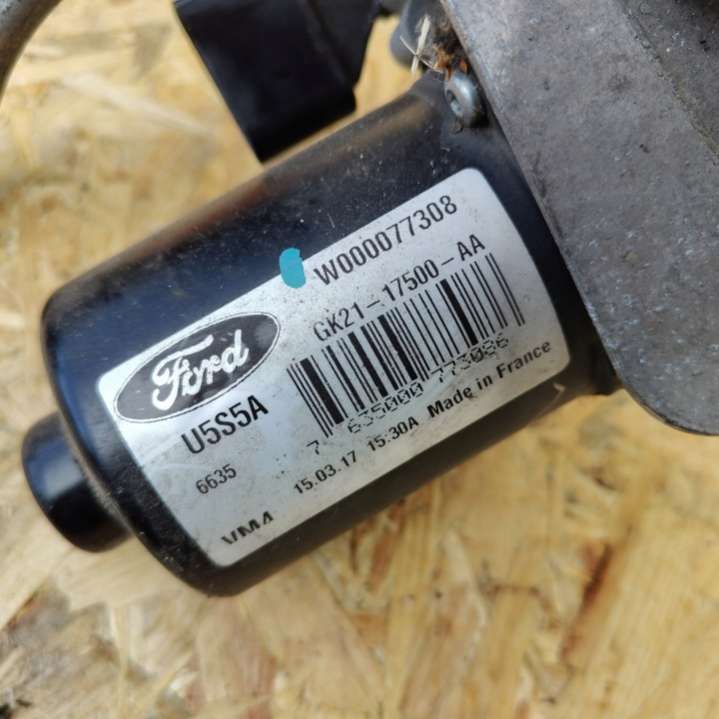 W000077308
GK21-17500-AA
Ford
7 635000 773086
U5S5A
6635
15.03.17 15:30A Made in France
VM4